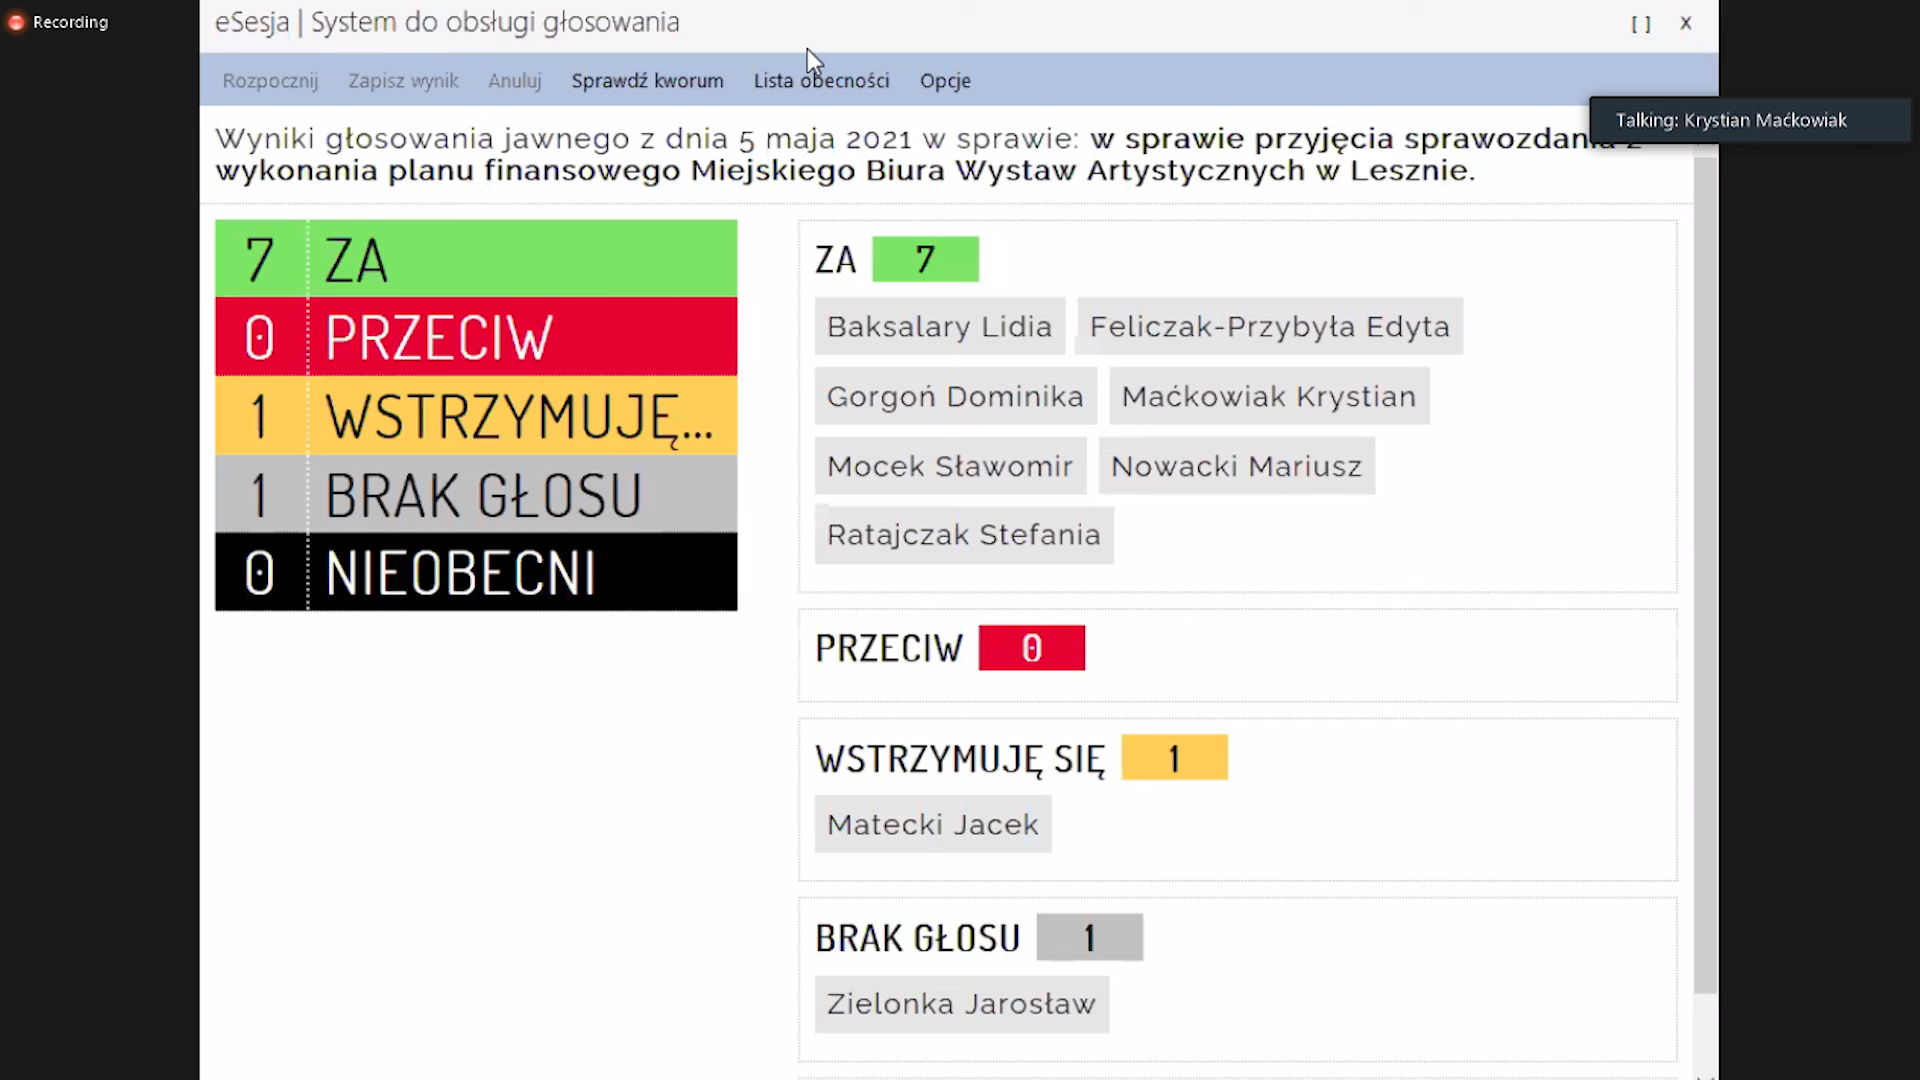 Recording
eSesja | System do obsługi głosowania
[ ] X
Rozpocznij Zapisz wynik Anuluj Sprawdź kworum Lista obecności Opcje
Talking: Krystian Maćkowiak
Wyniki głosowania jawnego z dnia 5 maja 2021 w sprawie: w sprawie przyjęcia sprawozdania z
wykonania planu finansowego Miejskiego Biura Wystaw Artystycznych w Lesznie.
7 ZA
0 PRZECIW
1 WSTRZYMUJĘ...
1 BRAK GŁOSU
0 NIEOBECNI
ZA 7
Baksalary Lidia Feliczak-Przybyła Edyta
Gorgoń Dominika Maćkowiak Krystian
Mocek Sławomir Nowacki Mariusz
Ratajczak Stefania
PRZECIW 0
WSTRZYMUJĘ SIĘ 1
Matecki Jacek
BRAK GŁOSU 1
Zielonka Jarosław